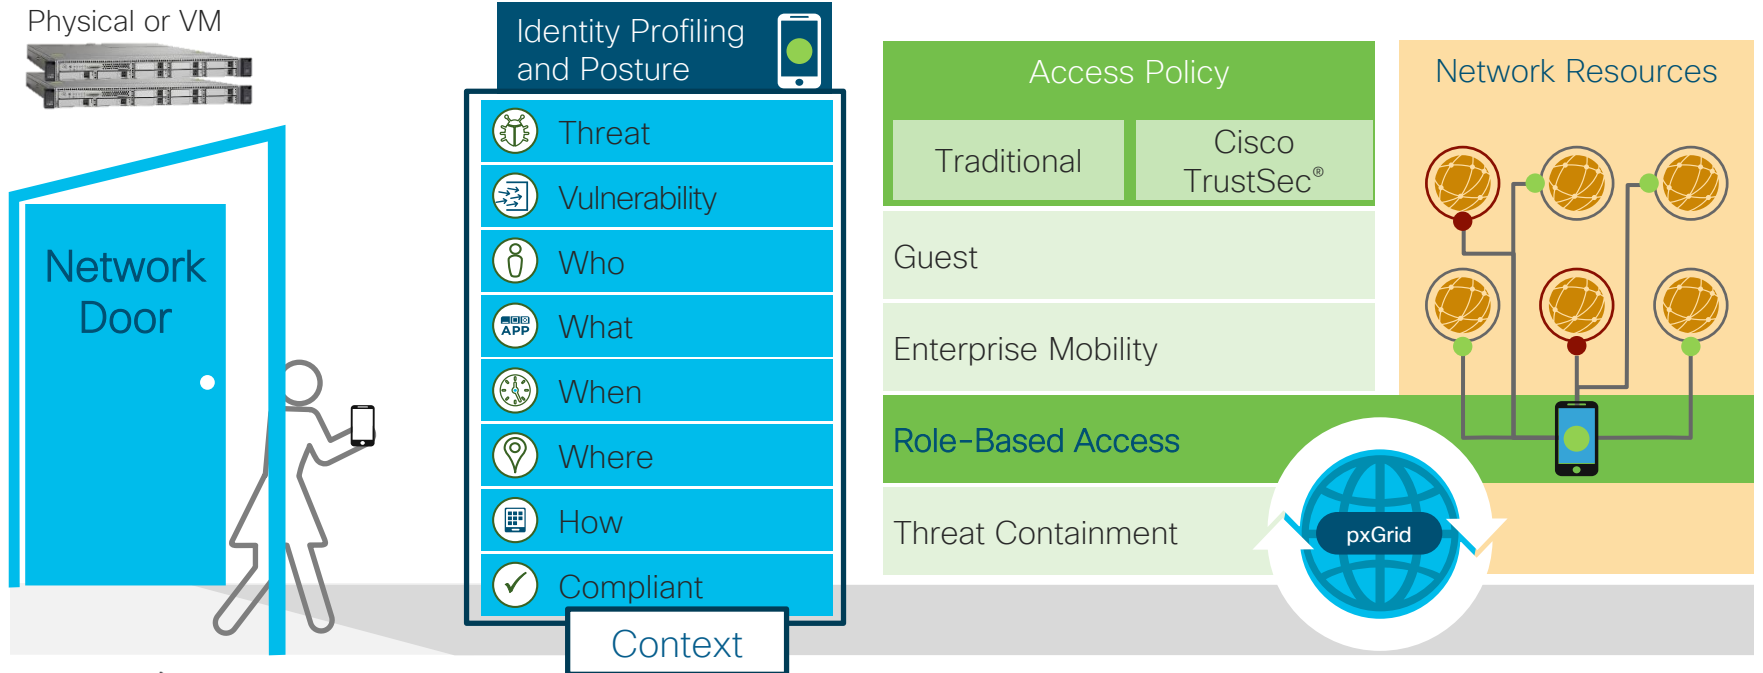 Physical or VM
Network
Door
Identity Profiling
and Posture
Threat
Vulnerability
Who
APP
What
When
Where
How
Compliant
Context
Access Policy
Traditional
Cisco
TrustSec®
Guest
Enterprise Mobility
Role-Based Access
Threat Containment
pxGrid
Network Resources